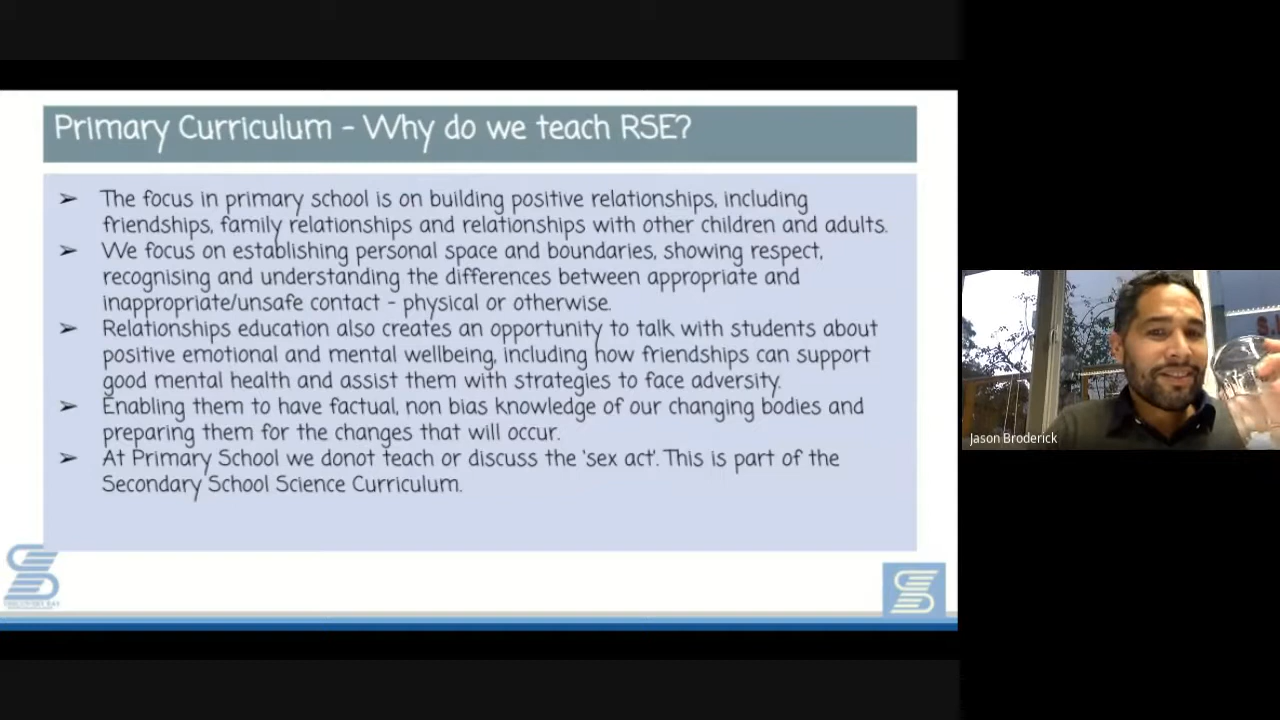 Primary Curriculum - Why do we teach RSE?
➢ The focus in primary school is on building positive relationships, including
friendships, family relationships and relationships with other children and adults.
➢ We focus on establishing personal space and boundaries, showing respect,
recognising and understanding the differences between appropriate and
inappropriate/unsafe contact - physical or otherwise.
➢ Relationships education also creates an opportunity to talk with students about
positive emotional and mental wellbeing, including how friendships can support
good mental health and assist them with strategies to face adversity.
➢ Enabling them to have factual, non bias knowledge of our changing bodies and
preparing them for the changes that will occur.
➢ At Primary School we donot teach or discuss the 'sex act'. This is part of the
Secondary School Science Curriculum.
Jason Broderick